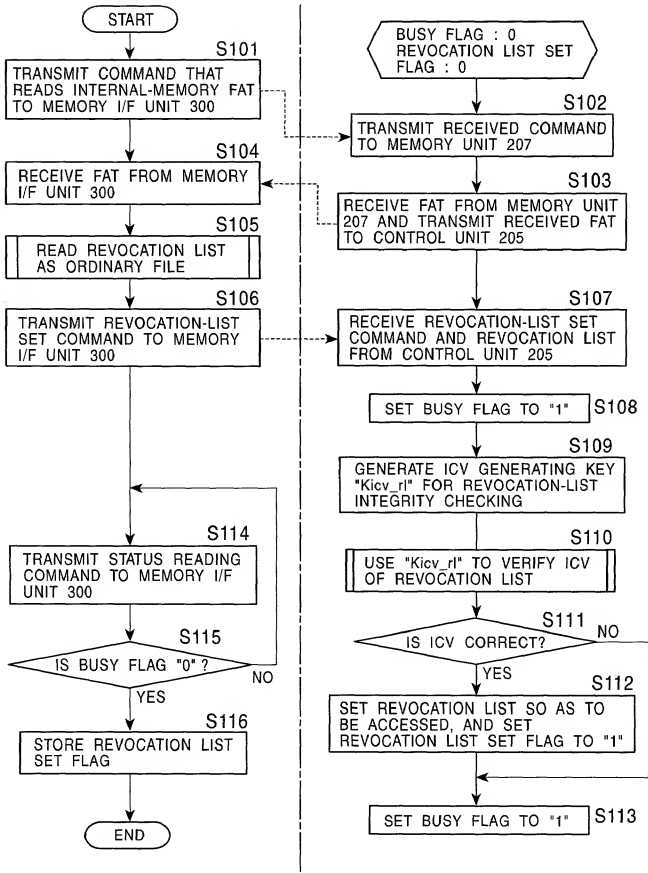 START
S101
TRANSMIT COMMAND THAT
READS INTERNAL-MEMORY FAT
TO MEMORY I/F UNIT 300
S104
RECEIVE FAT FROM MEMORY
I/F UNIT 300
S105
READ REVOCATION LIST
AS ORDINARY FILE
S106
TRANSMIT REVOCATION-LIST
SET COMMAND TO MEMORY
I/F UNIT 300
S114
TRANSMIT STATUS READING
COMMAND TO MEMORY I/F
UNIT 300
S115
IS BUSY FLAG "0" ?
NO
YES
S116
STORE REVOCATION LIST
SET FLAG
END
BUSY FLAG : 0
REVOCATION LIST SET
FLAG : 0
S102
TRANSMIT RECEIVED COMMAND
TO MEMORY UNIT 207
S103
RECEIVE FAT FROM MEMORY UNIT
207 AND TRANSMIT RECEIVED FAT
TO CONTROL UNIT 205
S107
RECEIVE REVOCATION-LIST SET
COMMAND AND REVOCATION LIST
FROM CONTROL UNIT 205
SET BUSY FLAG TO "1"
S108
S109
GENERATE ICV GENERATING KEY
"Kicv_rl" FOR REVOCATION-LIST
INTEGRITY CHECKING
S110
USE "Kicv_rl" TO VERIFY ICV
OF REVOCATION LIST
S111
IS ICV CORRECT?
NO
YES
S112
SET REVOCATION LIST SO AS TO
BE ACCESSED, AND SET
REVOCATION LIST SET FLAG TO "1"
SET BUSY FLAG TO "1"
S113